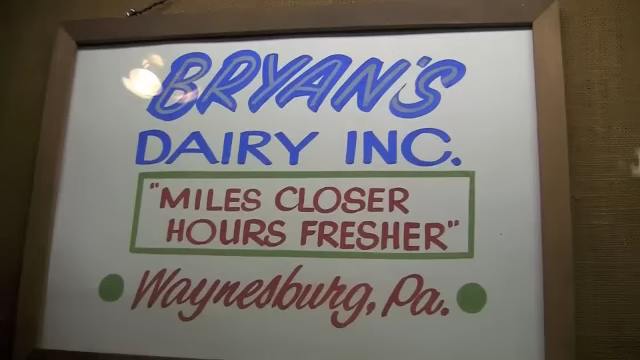 BRYAN'S
DAIRY INC.
"MILES CLOSER
HOURS FRESHER"
Waynesburg, Pa.